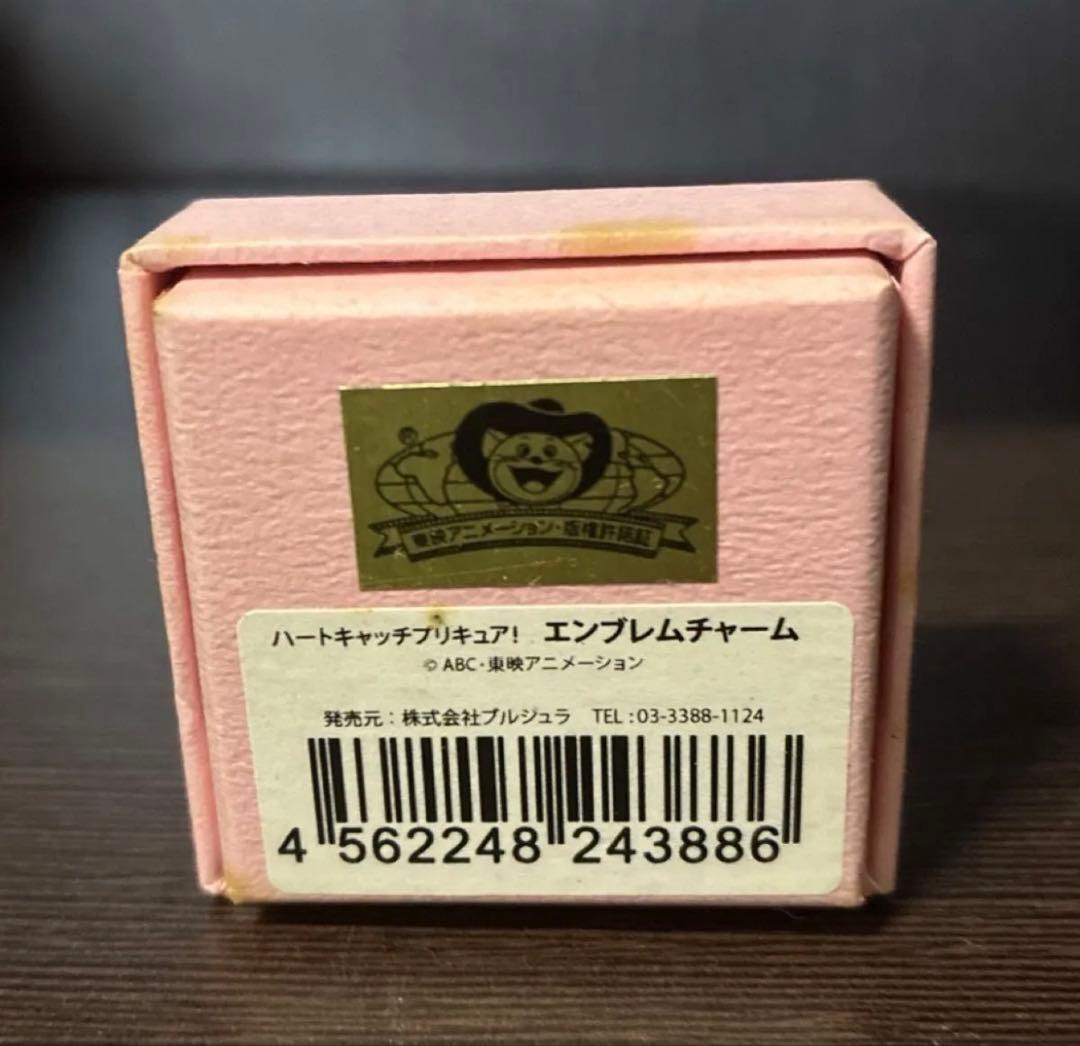 東映アニメーション・版権許諾証
ハートキャッチプリキュア! エンブレムチャーム
© ABC・東映アニメーション
発売元:株式会社ブルジュラ TEL:03-3388-1124
4 562248 243886